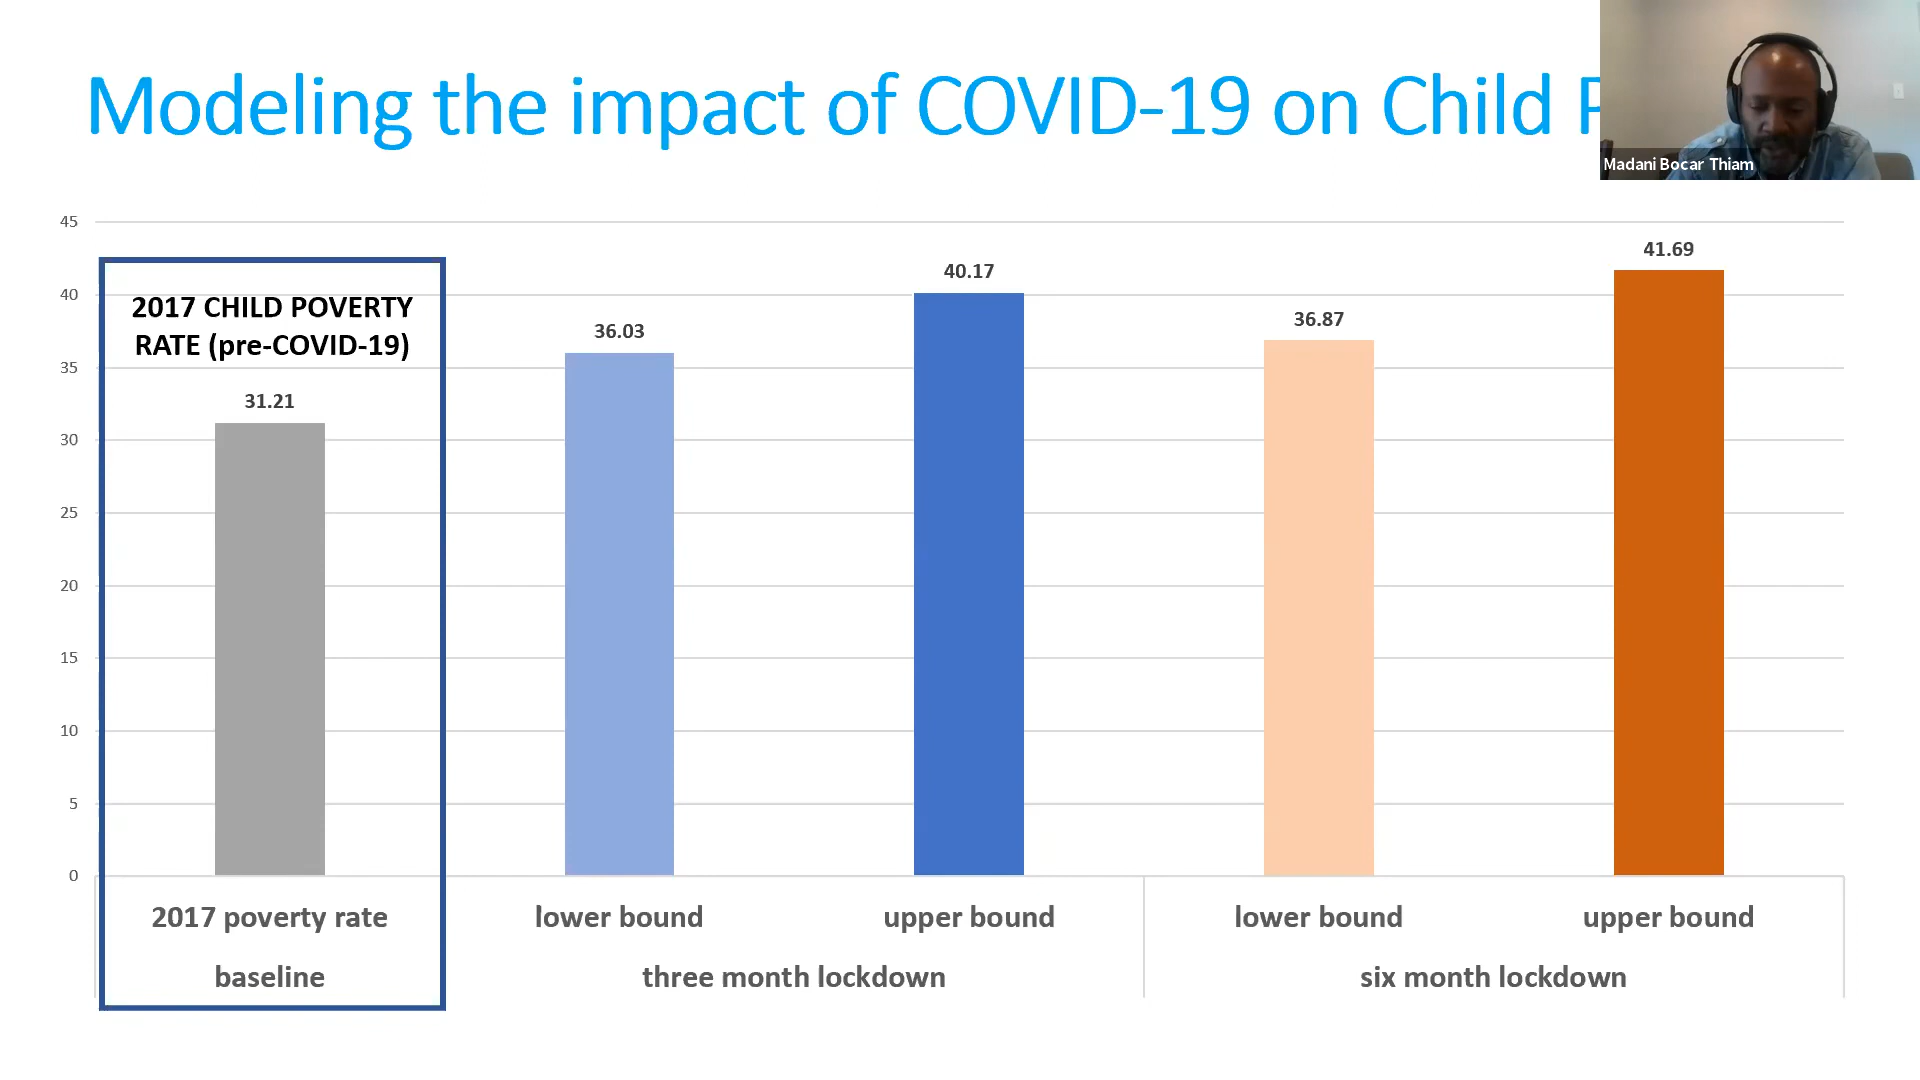 Modeling the impact of COVID-19 on Child
Madani Bocar Thiam
45
40
35
30
25
20
15
10
5
0
2017 CHILD POVERTY
RATE (pre-COVID-19)
31.21
36.03
40.17
36.87
41.69
2017 poverty rate
lower bound
upper bound
lower bound
upper bound
baseline
three month lockdown
six month lockdown